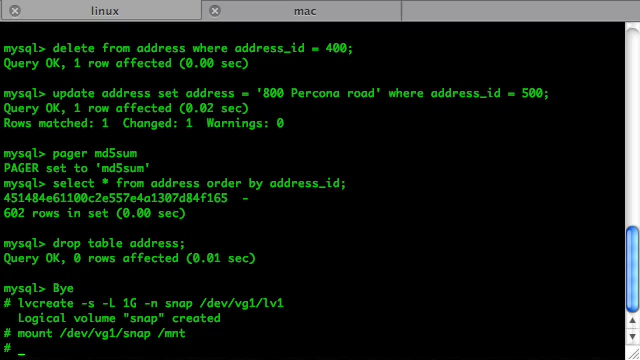 linux
mac
mysql> delete from address where address_id = 400;
Query OK, 1 row affected (0.00 sec)
mysql> update address set address = '800 Percona road' where address_id = 500;
Query OK, 1 row affected (0.02 sec)
Rows matched: 1  Changed: 1  Warnings: 0
mysql> pager md5sum
PAGER set to 'md5sum'
mysql> select * from address order by address_id;
451484e61100c2e557e4a1307d84f165  -
602 rows in set (0.00 sec)
mysql> drop table address;
Query OK, 0 rows affected (0.01 sec)
mysql> Bye
# lvcreate -s -L 1G -n snap /dev/vg1/lv1
  Logical volume "snap" created
# mount /dev/vg1/snap /mnt
# _